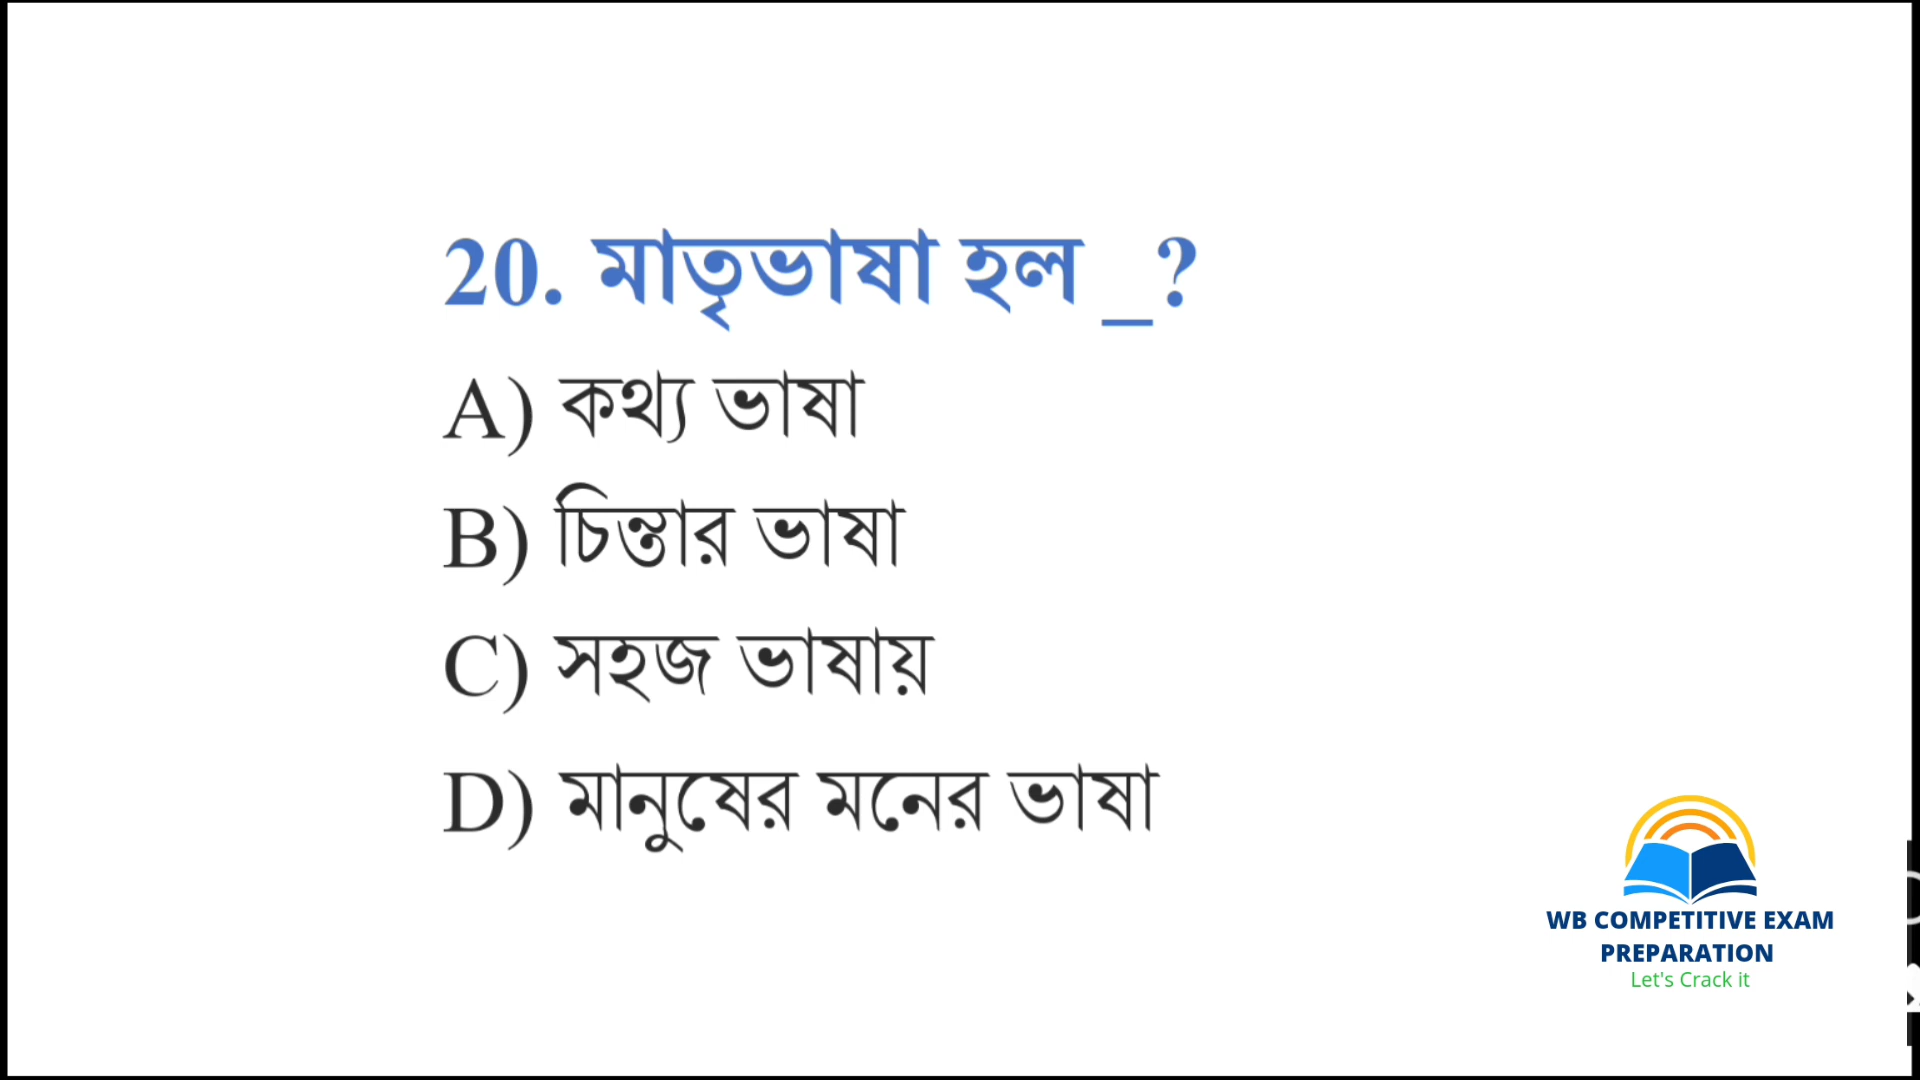 20. মাতৃভাষা হল _?
A) কথ্য ভাষা
B) চিন্তার ভাষা
C) সহজ ভাষায়
D) মানুষের মনের ভাষা
WB COMPETITIVE EXAM
PREPARATION
Let's Crack it